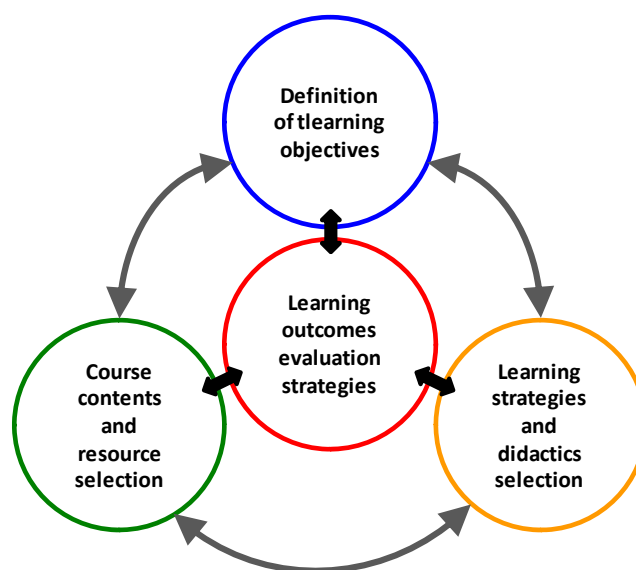 Definition
of tlearning
objectives
Learning
outcomes
evaluation
strategies
Course
contents
and
resource
selection
Learning
strategies
and
didactics
selection